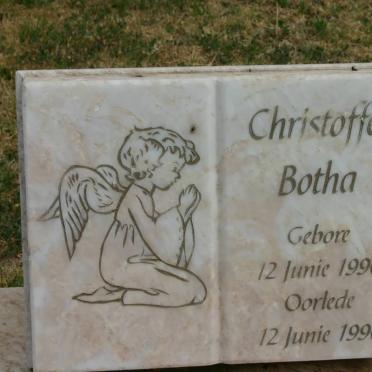 Christoffe
Botha
Gebore
12 Junie 199
Oorlede
12 Junie 199